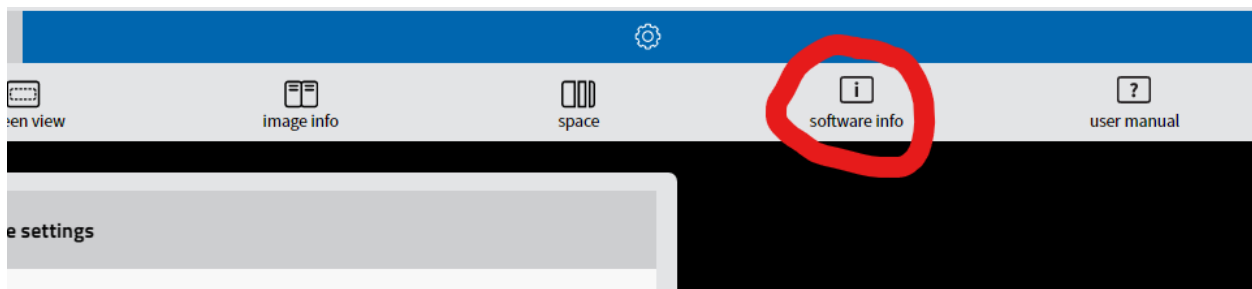 een view
image info
space
software info
user manual
e settings